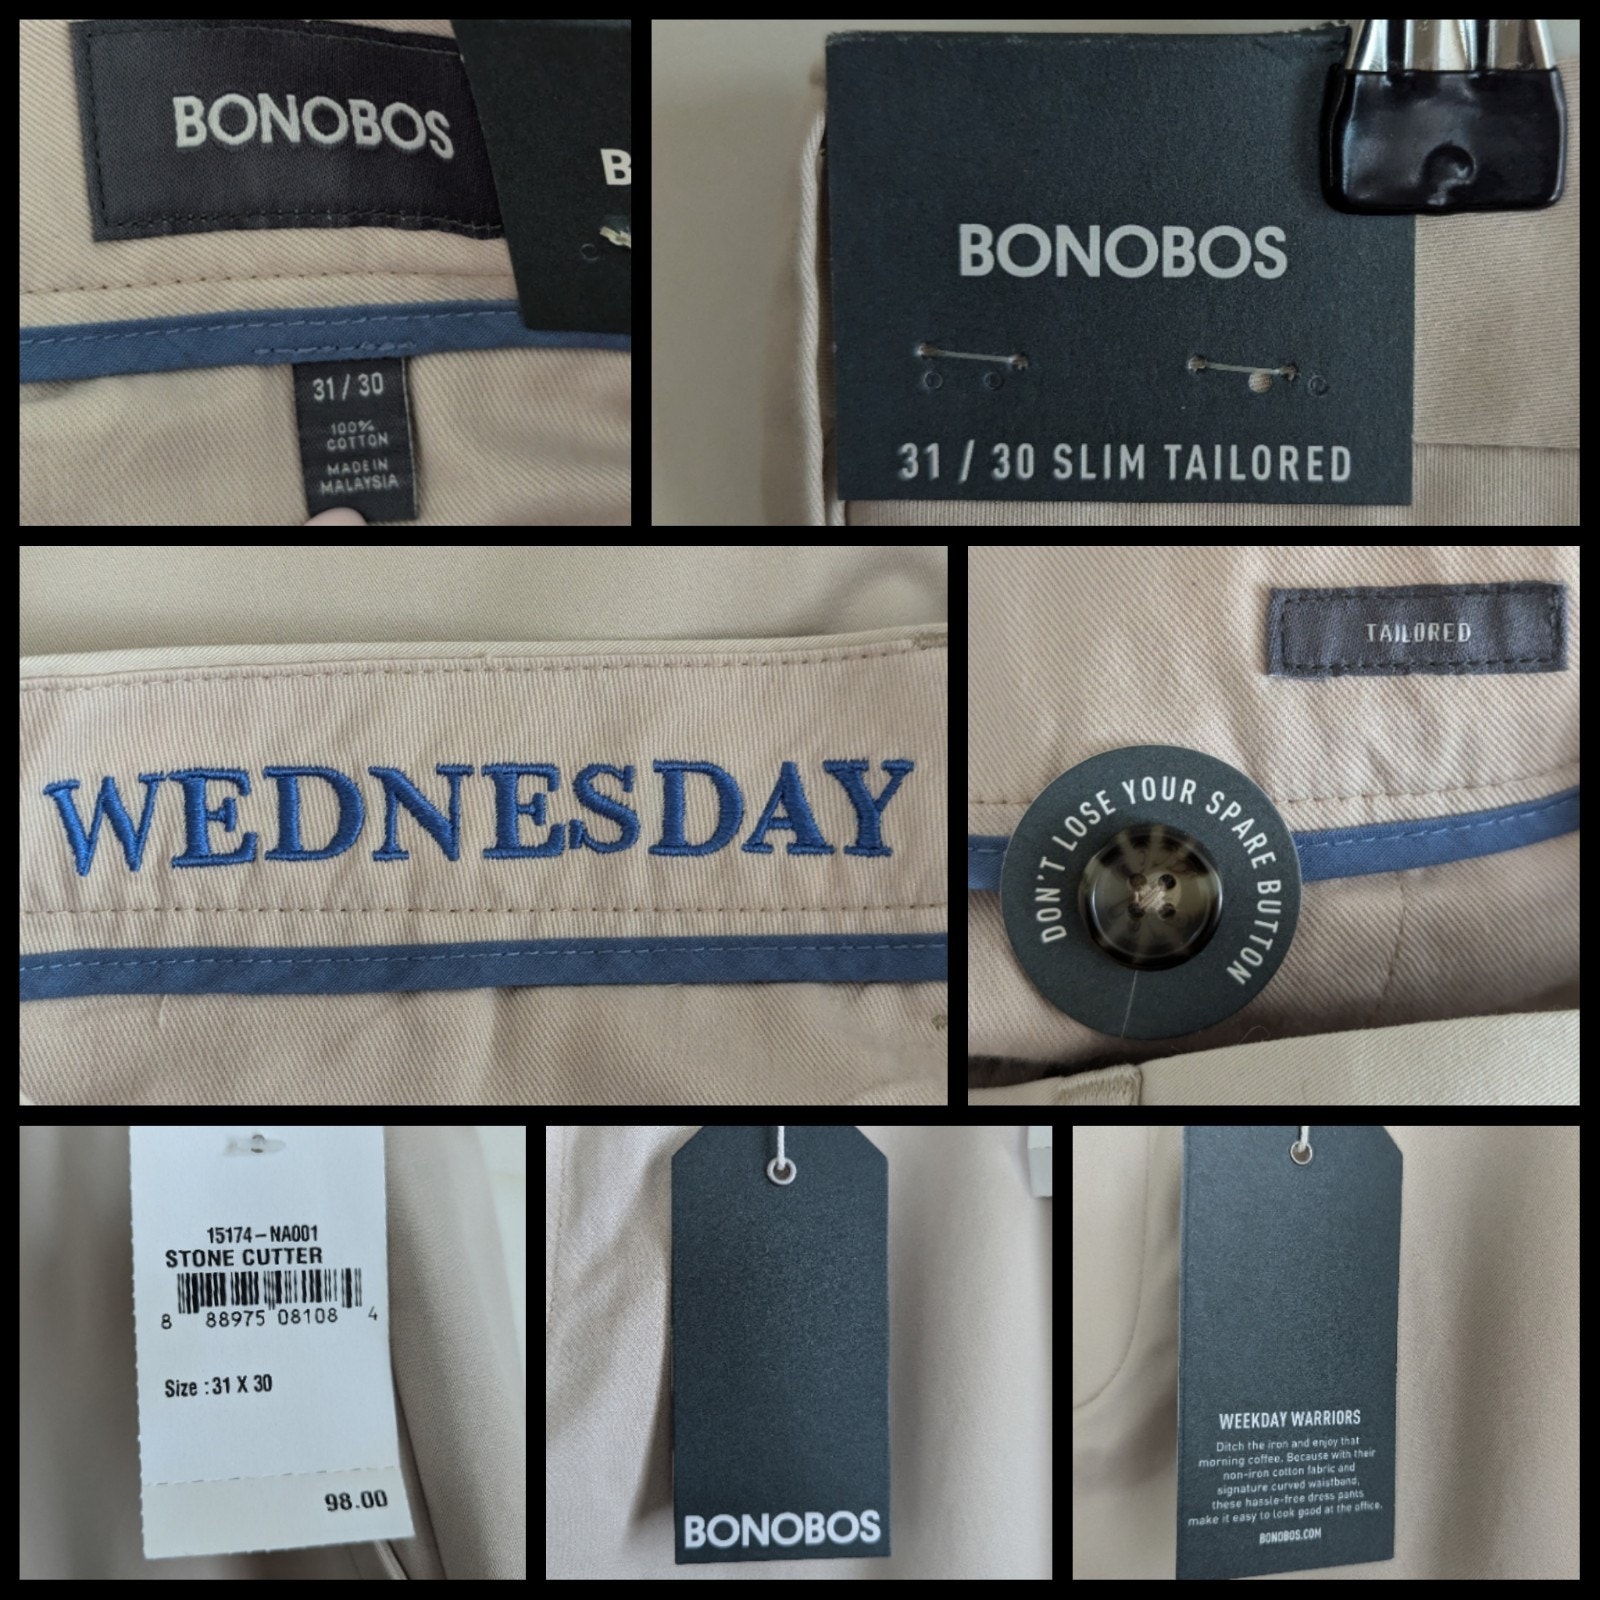 BONOBOS
B
31 / 30
100%
COTTON
MADE IN
MALAYSIA
BONOBOS
31 / 30 SLIM TAILORED
WEDNESDAY
TAILORED
DON'T LOSE YOUR SPARE BUTTON
15174-NA001
STONE CUTTER
8 88975 08108 4
Size : 31 X 30
98.00
BONOBOS
WEEKDAY WARRIORS
Ditch the iron and enjoy that
morning coffee. Because with their
non-iron cotton fabric and
signature curved waistband,
these hassle-free dress pants
make it easy to look good at the office.
BONOBOS.COM